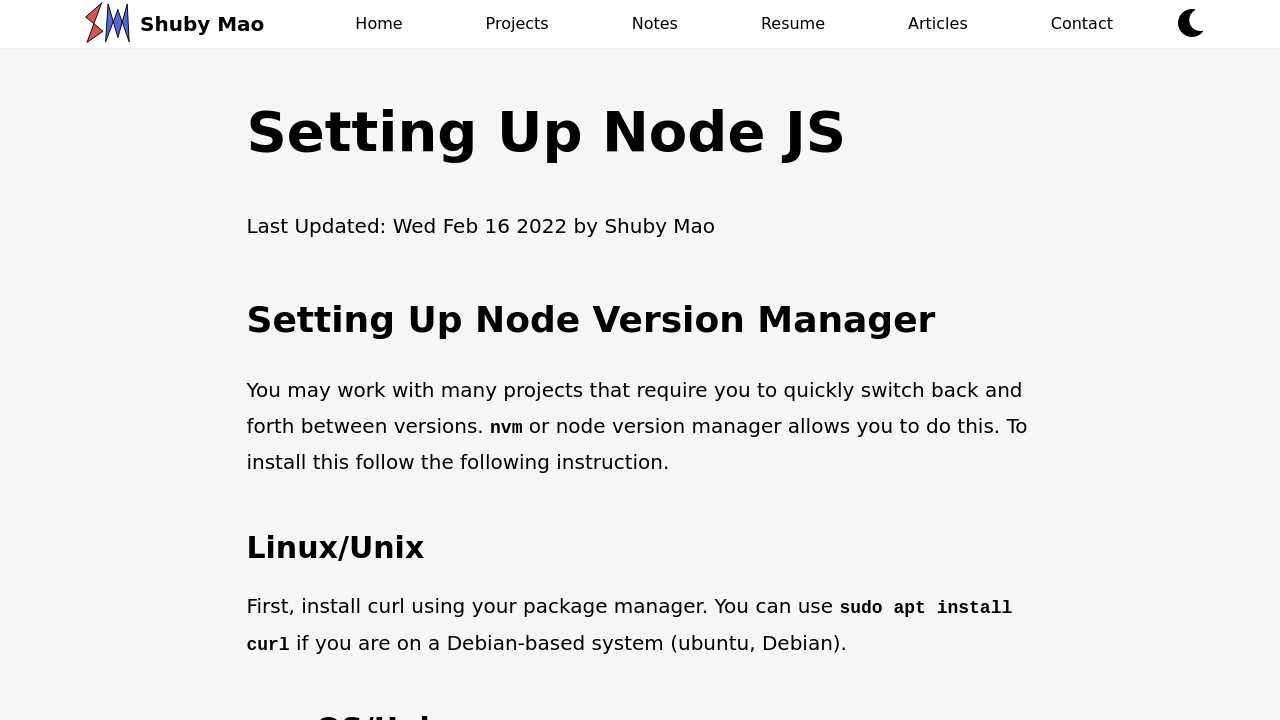 Shuby Mao
Home
Projects
Notes
Resume
Articles
Contact
Setting Up Node JS
Last Updated: Wed Feb 16 2022 by Shuby Mao
Setting Up Node Version Manager
You may work with many projects that require you to quickly switch back and
forth between versions. nvm or node version manager allows you to do this. To
install this follow the following instruction.
Linux/Unix
First, install curl using your package manager. You can use sudo apt install
curl if you are on a Debian-based system (ubuntu, Debian).